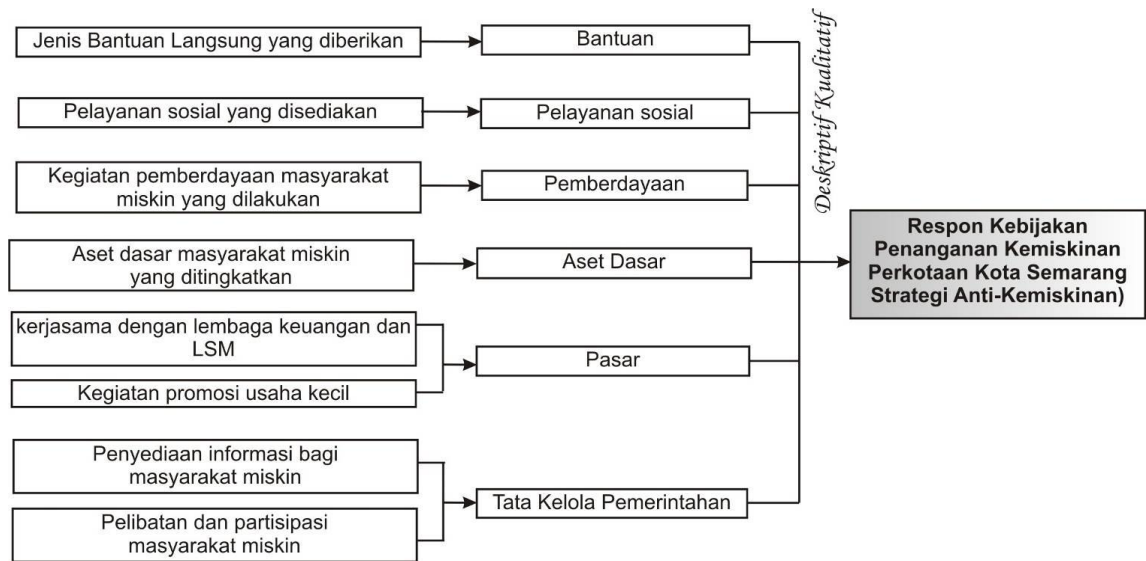 Jenis Bantuan Langsung yang diberikan
Bantuan
Pelayanan sosial yang disediakan
Pelayanan sosial
Kegiatan pemberdayaan masyarakat
miskin yang dilakukan
Pemberdayaan
Aset dasar masyarakat miskin
yang ditingkatkan
Aset Dasar
kerjasama dengan lembaga keuangan dan
LSM
Kegiatan promosi usaha kecil
Pasar
Penyediaan informasi bagi
masyarakat miskin
Pelibatan dan partisipasi
masyarakat miskin
Tata Kelola Pemerintahan
Deskriptif Kualitatif
Respon Kebijakan
Penanganan Kemiskinan
Perkotaan Kota Semarang
Strategi Anti-Kemiskinan)